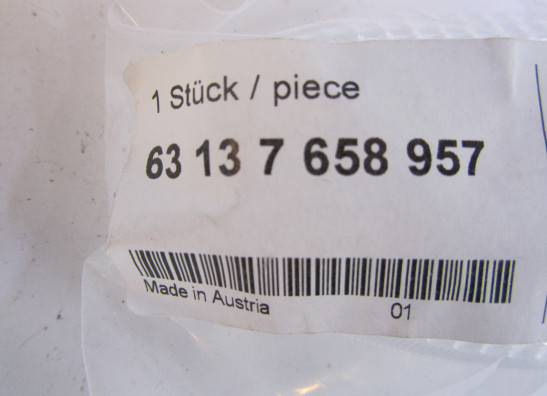 1 Stück / piece
63 13 7 658 957
Made in Austria
01